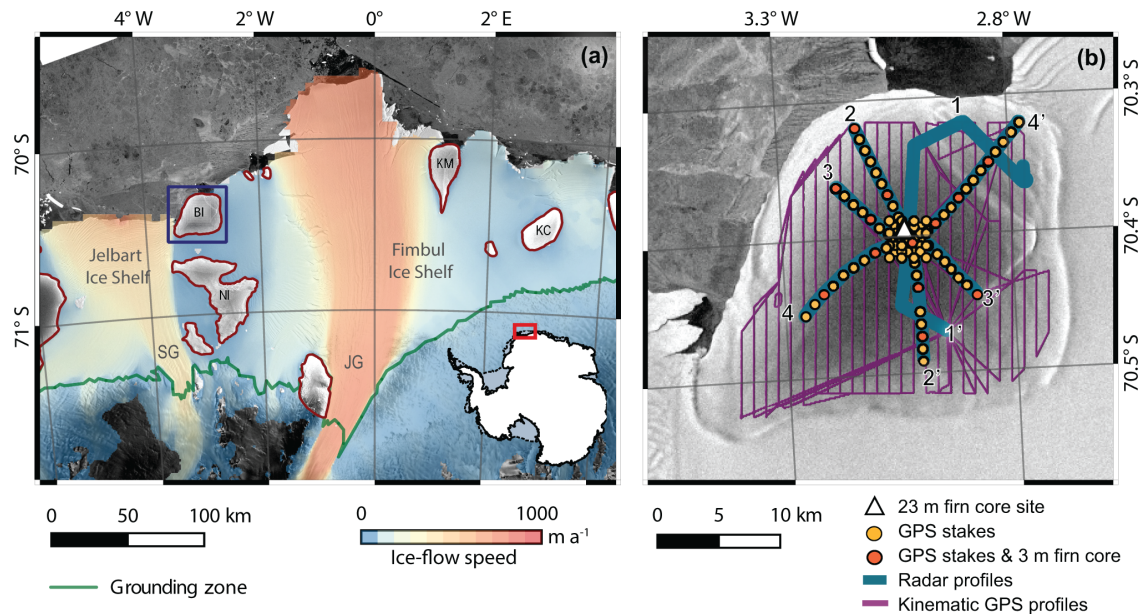 4° W 2° W 0° 2° E
(a)
70° S
71° S
KM
BI
KC
Jelbart
Ice Shelf
Fimbul
Ice Shelf
NI
SG
JG
0 50 100 km
0 1000
m a⁻¹
Ice-flow speed
Grounding zone
3.3° W 2.8° W
(b)
70.3° S
70.4° S
70.5° S
1
2
4’
3
4
3’
1’
2’
0 5 10 km
23 m firn core site
GPS stakes
GPS stakes & 3 m firn core
Radar profiles
Kinematic GPS profiles